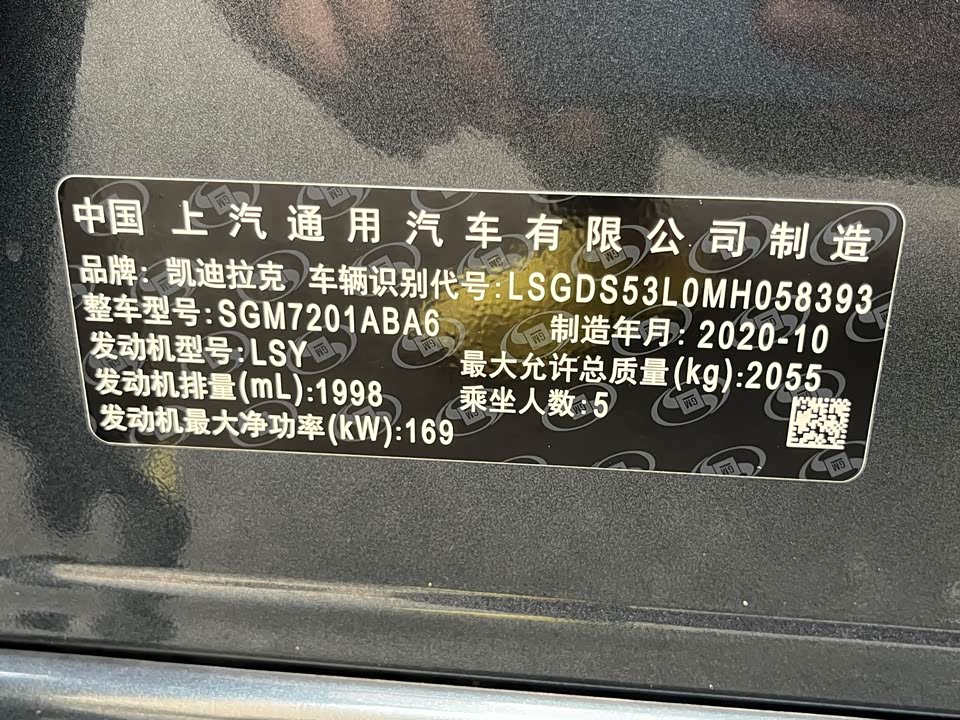 中国 上汽通用汽车有限公司制造
品牌: 凯迪拉克 车辆识别代号:LSGDS53L0MH058393
整车型号:SGM7201ABA6 制造年月: 2020-10
发动机型号:LSY 最大允许总质量(kg):2055
发动机排量(mL):1998 乘坐人数:5
发动机最大净功率(kW):169